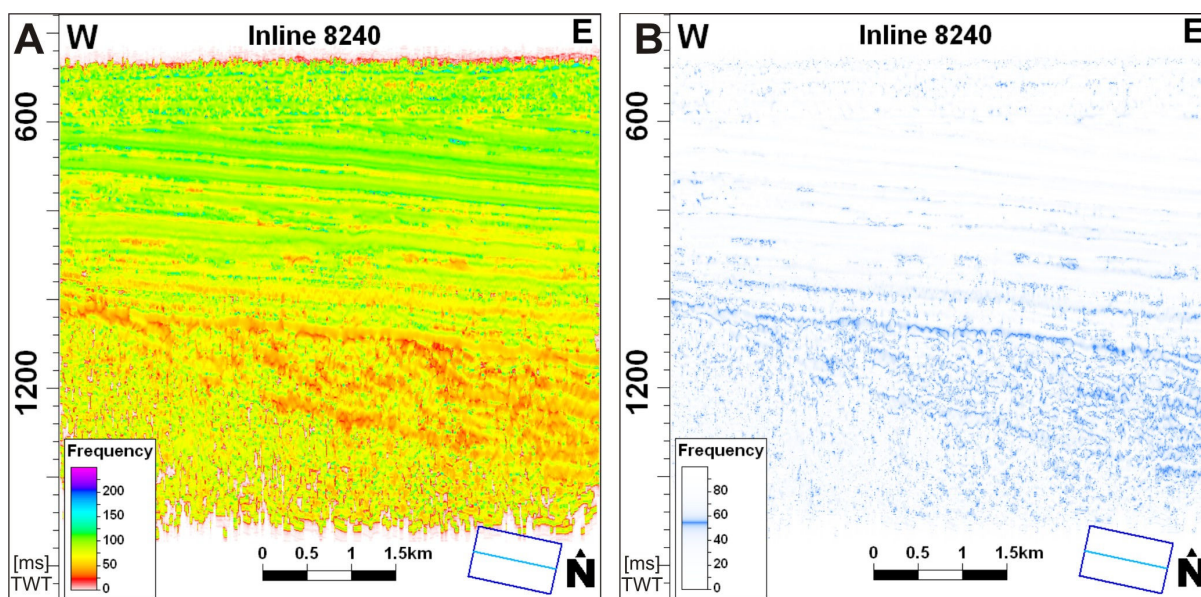 A W Inline 8240 E
600
1200
Frequency
200
150
100
50
0
[ms]
TWT
0 0.5 1 1.5km
N
B W Inline 8240 E
600
1200
Frequency
80
60
40
20
0
[ms]
TWT
0 0.5 1 1.5km
N